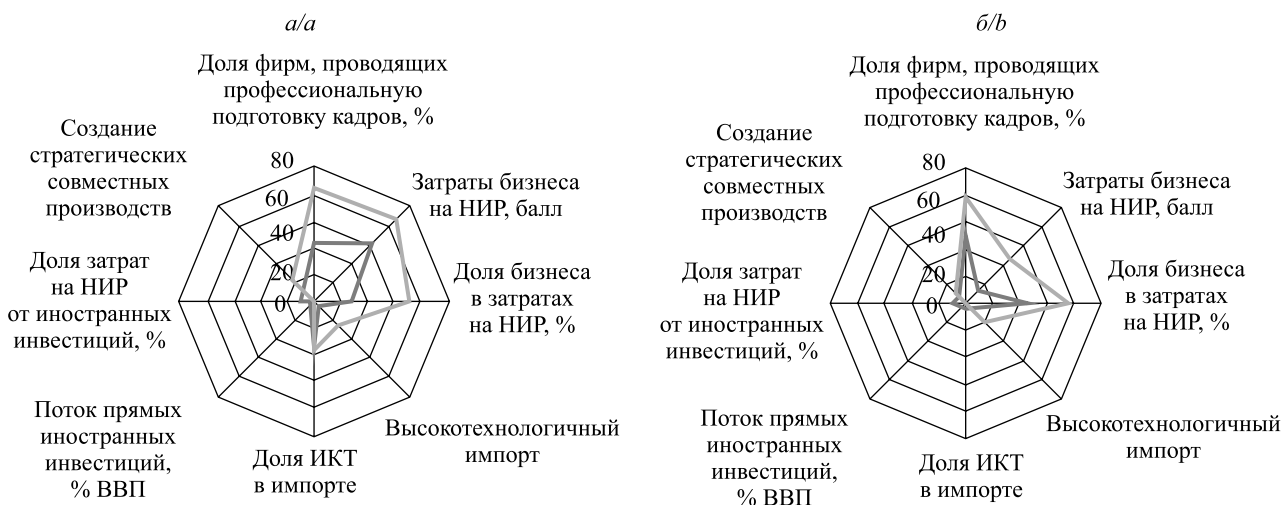 а/a
Доля фирм, проводящих
профессиональную
подготовку кадров, %
Создание
стратегических
совместных
производств
Затраты бизнеса
на НИР, балл
Доля затрат
на НИР
от иностранных
инвестиций, %
Доля бизнеса
в затратах
на НИР, %
Поток прямых
иностранных
инвестиций,
% ВВП
Доля ИКТ
в импорте
Высокотехнологичный
импорт
80
60
40
20
0
б/b
Доля фирм, проводящих
профессиональную
подготовку кадров, %
Создание
стратегических
совместных
производств
Затраты бизнеса
на НИР, балл
Доля затрат
на НИР
от иностранных
инвестиций, %
Доля бизнеса
в затратах
на НИР, %
Поток прямых
иностранных
инвестиций,
% ВВП
Доля ИКТ
в импорте
Высокотехнологичный
импорт
80
60
40
20
0